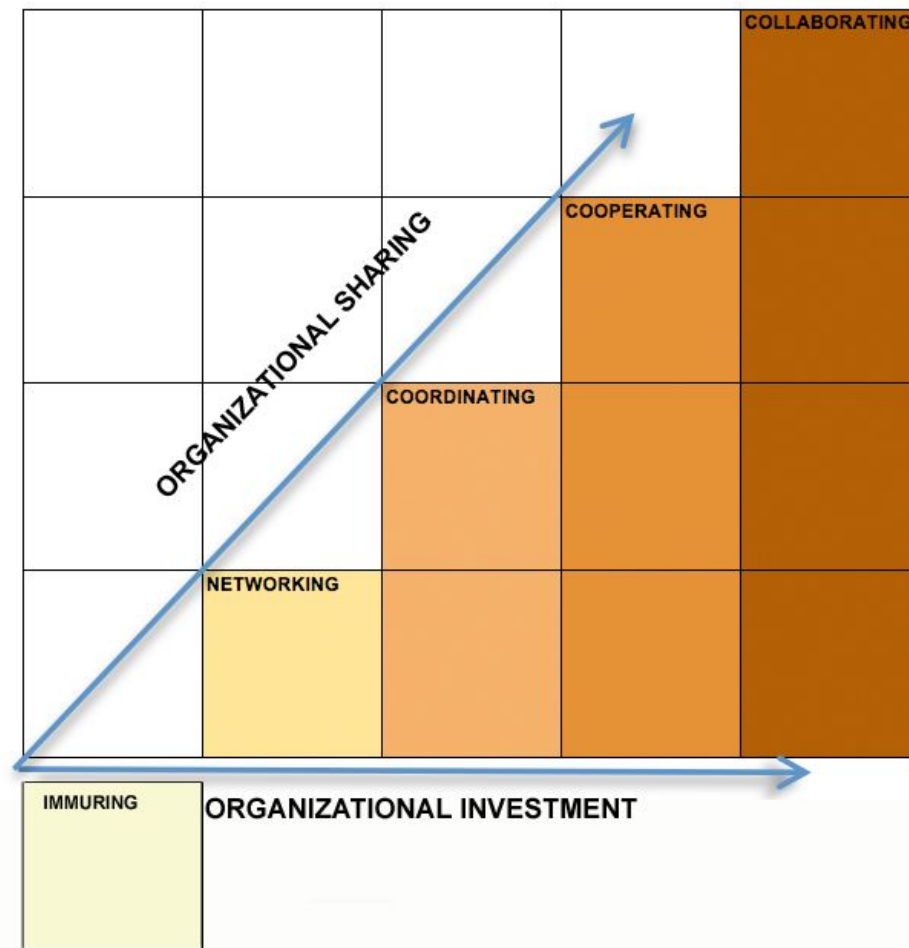 COLLABORATING
COOPERATING
ORGANIZATIONAL SHARING
COORDINATING
NETWORKING
IMMURING
ORGANIZATIONAL INVESTMENT